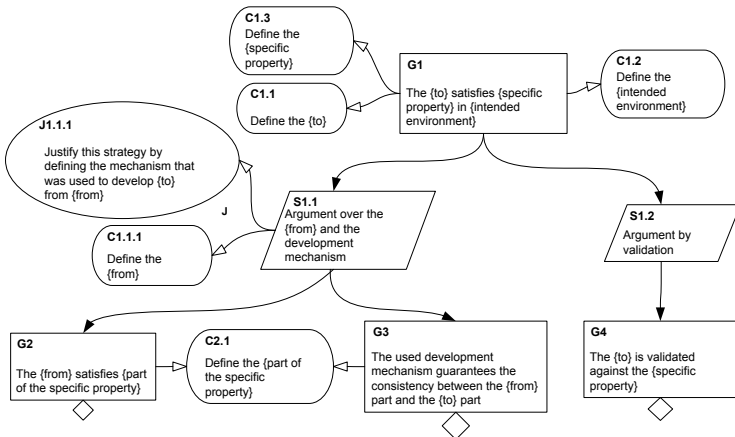 C1.3
Define the
{specific
property}
G1
The {to} satisfies {specific
property} in {intended
environment}
C1.2
Define the
{intended
environment}
C1.1
Define the {to}
J1.1.1
Justify this strategy by
defining the mechanism that
was used to develop {to}
from {from}
J
S1.1
Argument over the
{from} and the
development
mechanism
S1.2
Argument by
validation
C1.1.1
Define the
{from}
G2
The {from} satisfies {part
of the specific property}
C2.1
Define the {part of
the specific
property}
G3
The used development
mechanism guarantees the
consistency between the {from}
part and the {to} part
G4
The {to} is validated
against the {specific
property}